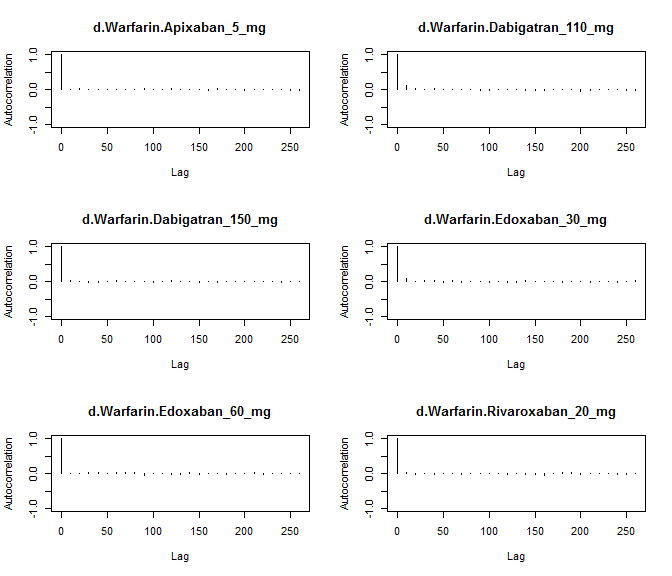 d.Warfarin.Apixaban_5_mg
Autocorrelation
1.0
0.0
-1.0
0 50 100 150 200 250
Lag
d.Warfarin.Dabigatran_110_mg
Autocorrelation
1.0
0.0
-1.0
0 50 100 150 200 250
Lag
d.Warfarin.Dabigatran_150_mg
Autocorrelation
1.0
0.0
-1.0
0 50 100 150 200 250
Lag
d.Warfarin.Edoxaban_30_mg
Autocorrelation
1.0
0.0
-1.0
0 50 100 150 200 250
Lag
d.Warfarin.Edoxaban_60_mg
Autocorrelation
1.0
0.0
-1.0
0 50 100 150 200 250
Lag
d.Warfarin.Rivaroxaban_20_mg
Autocorrelation
1.0
0.0
-1.0
0 50 100 150 200 250
Lag